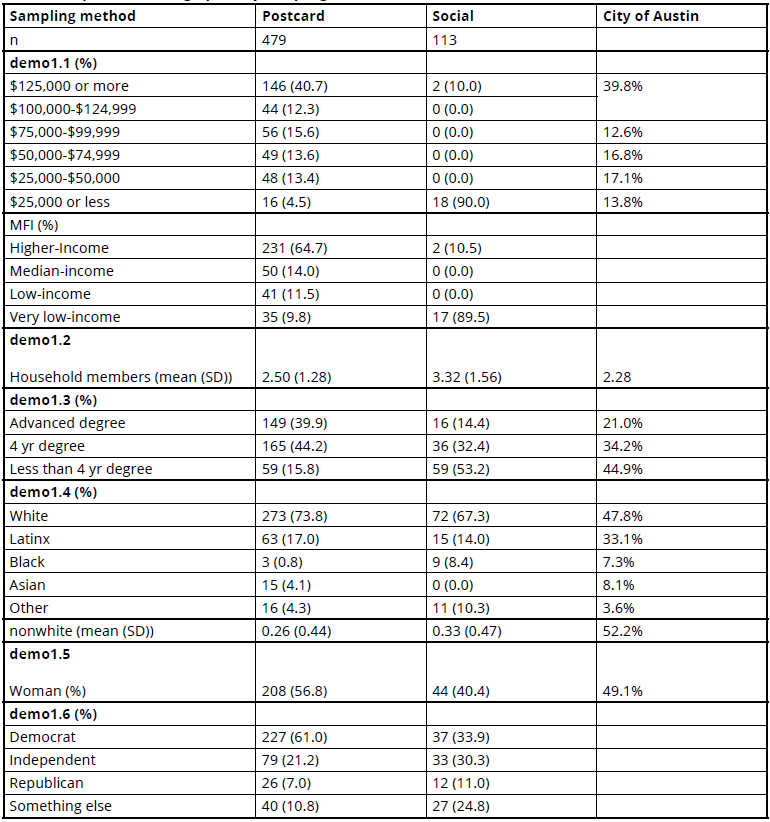 Sampling method Postcard Social City of Austin
n 479 113
demo1.1 (%)
$125,000 or more 146 (40.7) 2 (10.0) 39.8%
$100,000-$124,999 44 (12.3) 0 (0.0)
$75,000-$99,999 56 (15.6) 0 (0.0) 12.6%
$50,000-$74,999 49 (13.6) 0 (0.0) 16.8%
$25,000-$50,000 48 (13.4) 0 (0.0) 17.1%
$25,000 or less 16 (4.5) 18 (90.0) 13.8%
MFI (%)
Higher-Income 231 (64.7) 2 (10.5)
Median-income 50 (14.0) 0 (0.0)
Low-income 41 (11.5) 0 (0.0)
Very low-income 35 (9.8) 17 (89.5)
demo1.2
Household members (mean (SD)) 2.50 (1.28) 3.32 (1.56) 2.28
demo1.3 (%)
Advanced degree 149 (39.9) 16 (14.4) 21.0%
4 yr degree 165 (44.2) 36 (32.4) 34.2%
Less than 4 yr degree 59 (15.8) 59 (53.2) 44.9%
demo1.4 (%)
White 273 (73.8) 72 (67.3) 47.8%
Latinx 63 (17.0) 15 (14.0) 33.1%
Black 3 (0.8) 9 (8.4) 7.3%
Asian 15 (4.1) 0 (0.0) 8.1%
Other 16 (4.3) 11 (10.3) 3.6%
nonwhite (mean (SD)) 0.26 (0.44) 0.33 (0.47) 52.2%
demo1.5
Woman (%) 208 (56.8) 44 (40.4) 49.1%
demo1.6 (%)
Democrat 227 (61.0) 37 (33.9)
Independent 79 (21.2) 33 (30.3)
Republican 26 (7.0) 12 (11.0)
Something else 40 (10.8) 27 (24.8)